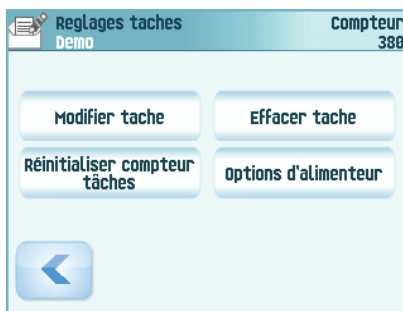 Reglages taches
Compteur
Demo
380
Modifier tache
Effacer tache
Réinitialiser compteur
tâches
Options d'alimenteur